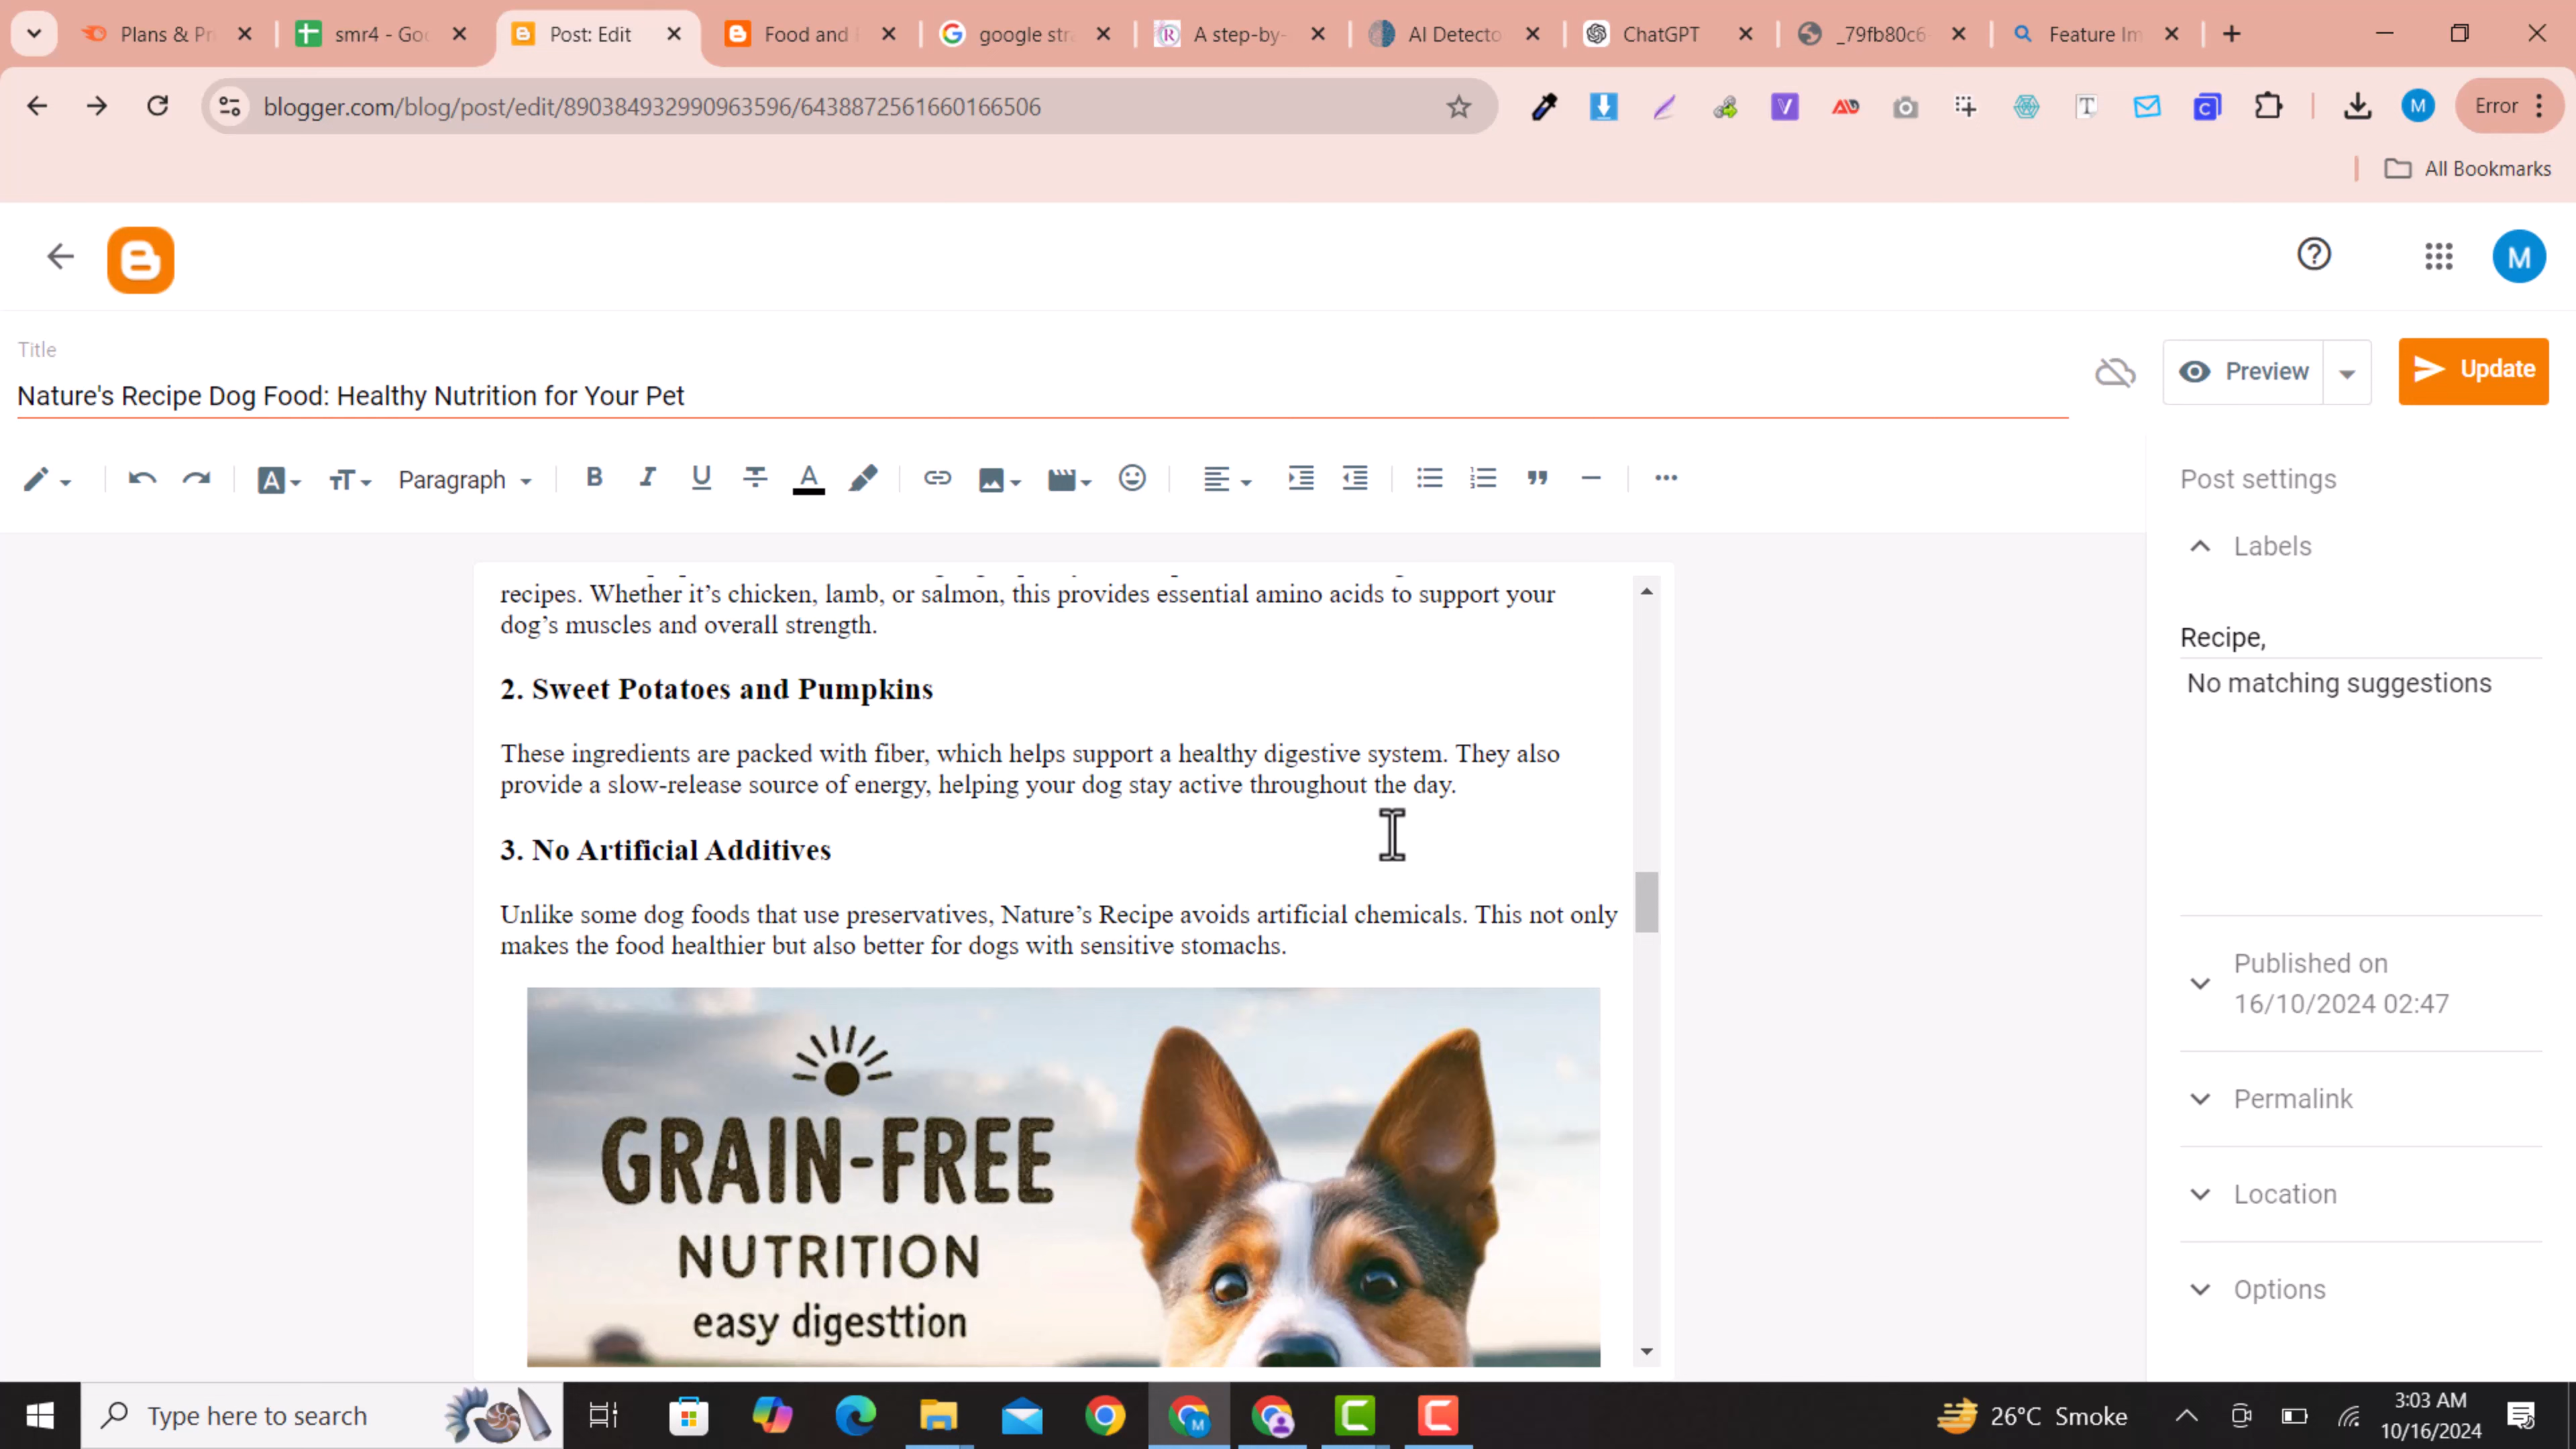 Plans & Pr
smr4 - Goo
Post: Edit
Food and
google stra
A step-by-
AI Detecto
ChatGPT
_79fb80c6
Feature Im
blogger.com/blog/post/edit/890384932990963596/6438872561660166506
Error
All Bookmarks
M
Title
Nature's Recipe Dog Food: Healthy Nutrition for Your Pet
Preview
Update
Paragraph
Post settings
Labels
Recipe,
No matching suggestions
Published on
16/10/2024 02:47
Permalink
Location
Options
recipes. Whether it’s chicken, lamb, or salmon, this provides essential amino acids to support your
dog’s muscles and overall strength.
2. Sweet Potatoes and Pumpkins
These ingredients are packed with fiber, which helps support a healthy digestive system. They also
provide a slow-release source of energy, helping your dog stay active throughout the day.
3. No Artificial Additives
Unlike some dog foods that use preservatives, Nature’s Recipe avoids artificial chemicals. This not only
makes the food healthier but also better for dogs with sensitive stomachs.
GRAIN-FREE
NUTRITION
easy digesttion
Type here to search
26°C Smoke
3:03 AM
10/16/2024